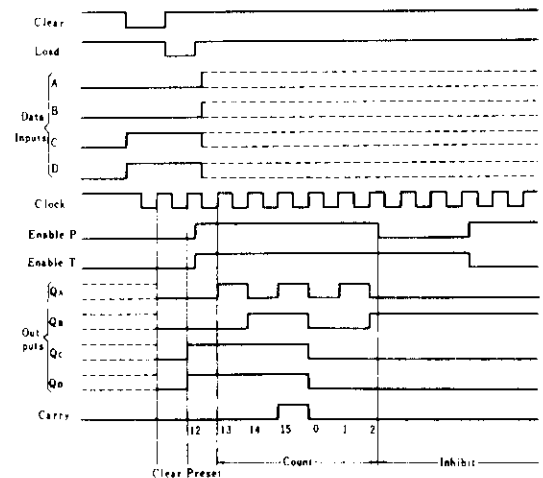 Clear
Load
A
Data B
Inputs C
D
Clock
Enable P
Enable T
QA
Out QB
puts QC
QD
Carry
12 13 14 15 0 1 2
Count Inhibit
Clear Preset